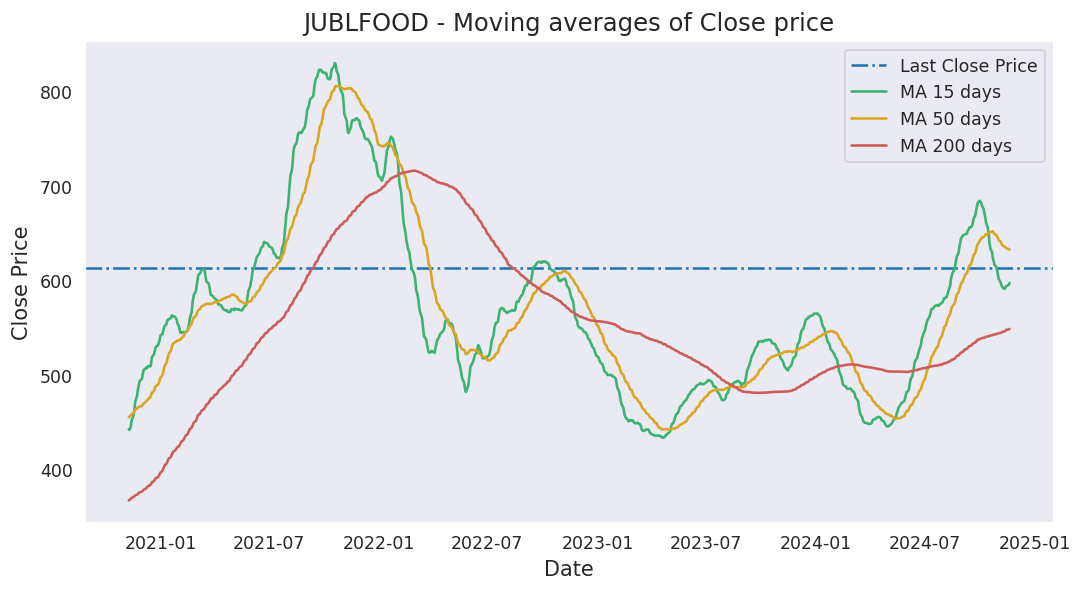 JUBLFOOD - Moving averages of Close price
Last Close Price
MA 15 days
MA 50 days
MA 200 days
Close Price
800
700
600
500
400
2021-01 2021-07 2022-01 2022-07 2023-01 2023-07 2024-01 2024-07 2025-01
Date